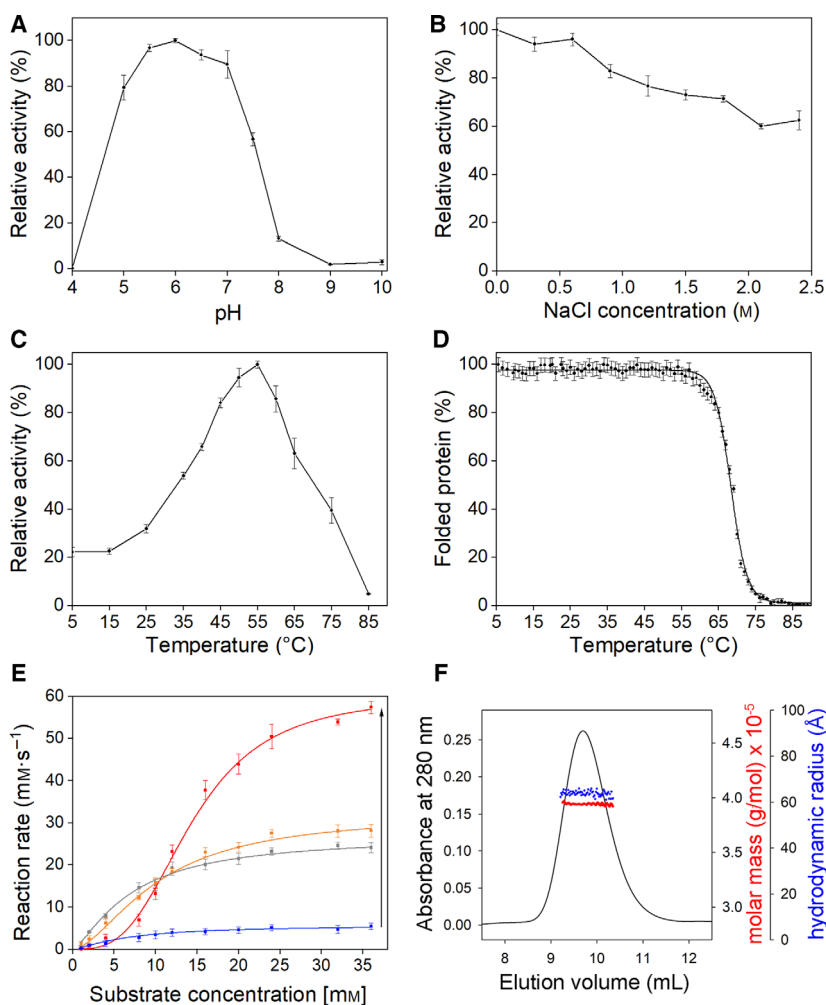 A
Relative activity (%)
100
80
60
40
20
0
4 5 6 7 8 9 10
pH
B
Relative activity (%)
100
80
60
40
20
0
0.0 0.5 1.0 1.5 2.0 2.5
NaCl concentration (M)
C
Relative activity (%)
100
80
60
40
20
0
5 15 25 35 45 55 65 75 85
Temperature (°C)
D
Folded protein (%)
100
80
60
40
20
0
5 15 25 35 45 55 65 75 85
Temperature (°C)
E
Reaction rate (mM·s⁻¹)
60
50
40
30
20
10
0
0 5 10 15 20 25 30 35
Substrate concentration [mM]
F
Absorbance at 280 nm
0.25
0.20
0.15
0.10
0.05
0.00
8 9 10 11 12
Elution volume (mL)
4.5
4.0
3.5
3.0
molar mass (g/mol) x 10⁻⁵
100
80
60
40
20
0
hydrodynamic radius (Å)